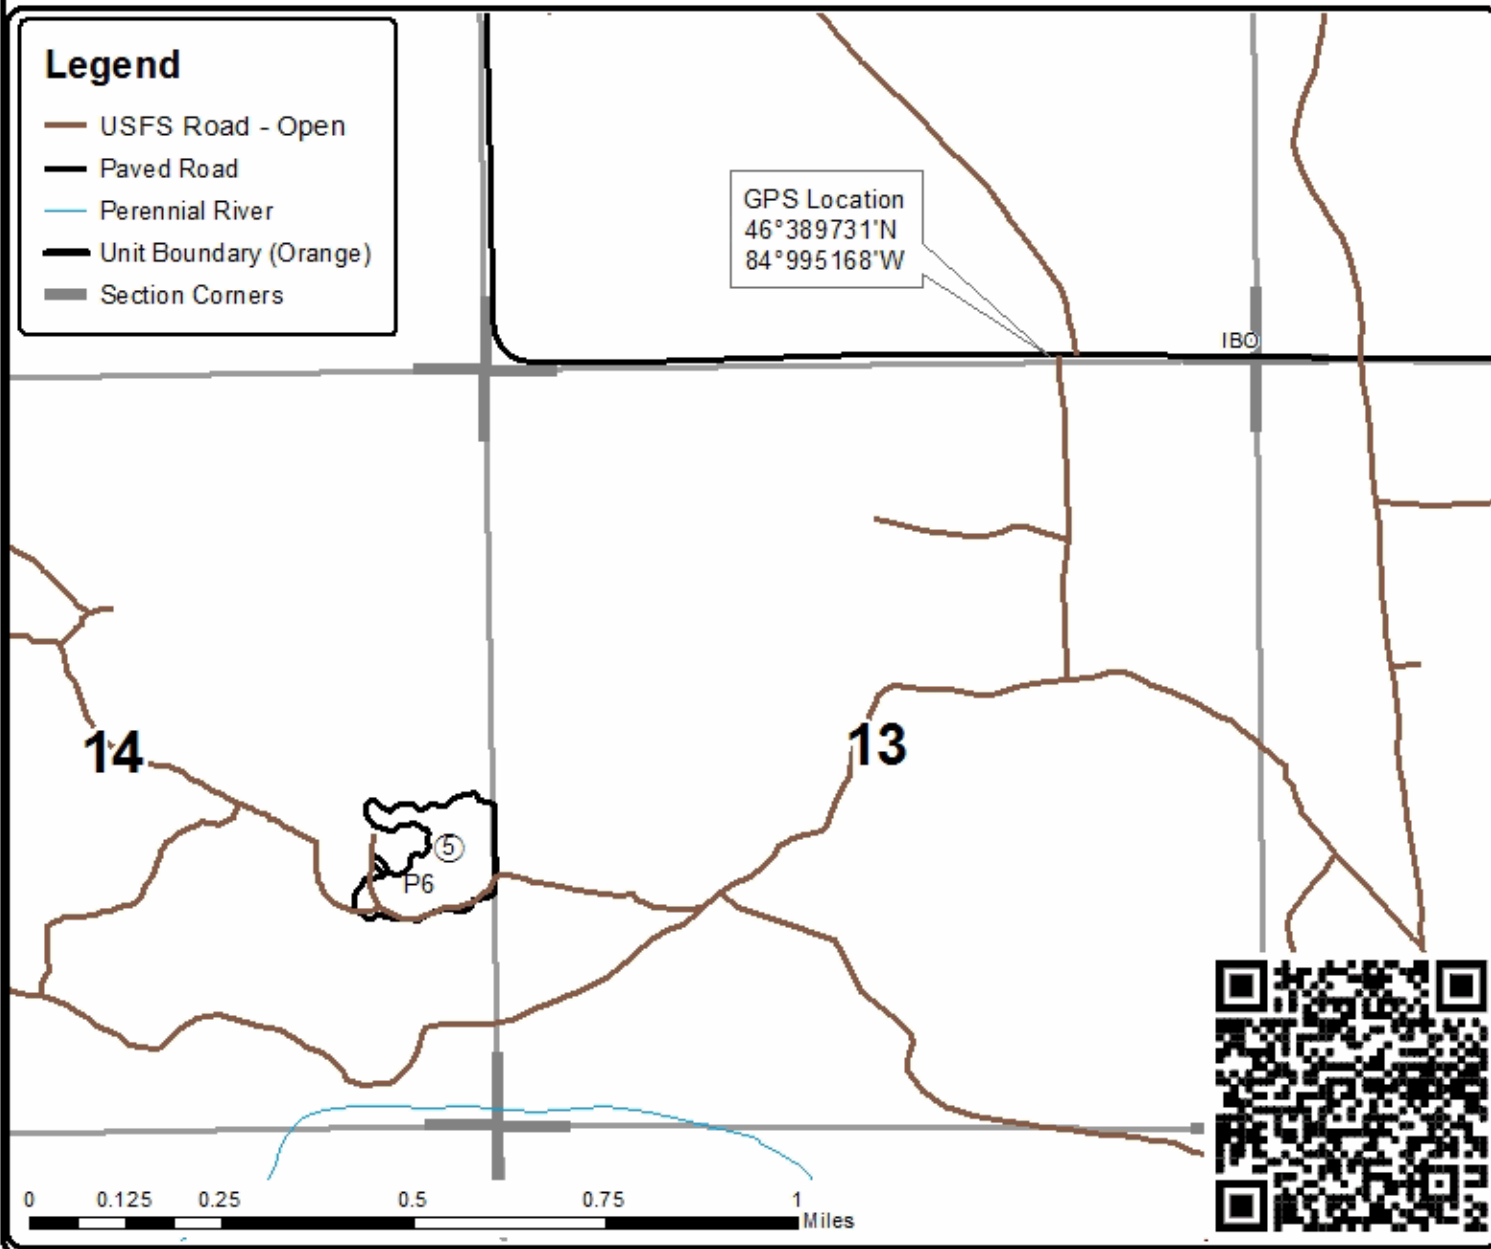 Legend
USFS Road - Open
Paved Road
Perennial River
Unit Boundary (Orange)
Section Corners
GPS Location
46°389731'N
84°995168'W
IBO
14
13
5
P6
0 0.125 0.25 0.5 0.75 1
Miles